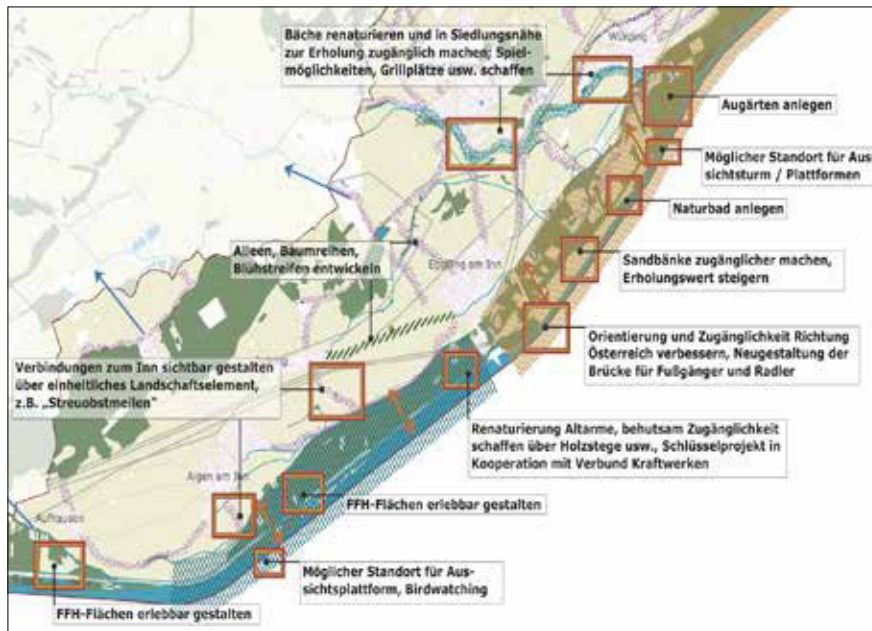 Bäche renaturieren und in Siedlungsnähe
zur Erholung zugänglich machen; Spiel-
möglichkeiten, Grillplätze usw. schaffen
Würding
Augärten anlegen
Möglicher Standort für Aus-
sichtsturm / Plattformen
Naturbad anlegen
Alleen, Baumreihen,
Blühstreifen entwickeln
Egglfing am Inn
Sandbänke zugänglicher machen,
Erholungswert steigern
Orientierung und Zugänglichkeit Richtung
Österreich verbessern, Neugestaltung der
Brücke für Fußgänger und Radler
Verbindungen zum Inn sichtbar gestalten
über einheitliches Landschaftselement,
z.B. „Streuobstmeilen"
Renaturierung Altarme, behutsam Zugänglichkeit
schaffen über Holzstege usw., Schlüsselprojekt in
Kooperation mit Verbund Kraftwerken
Aigen am Inn
FFH-Flächen erlebbar gestalten
Aufhausen
Möglicher Standort für Aus-
sichtsplattform, Birdwatching
FFH-Flächen erlebbar gestalten